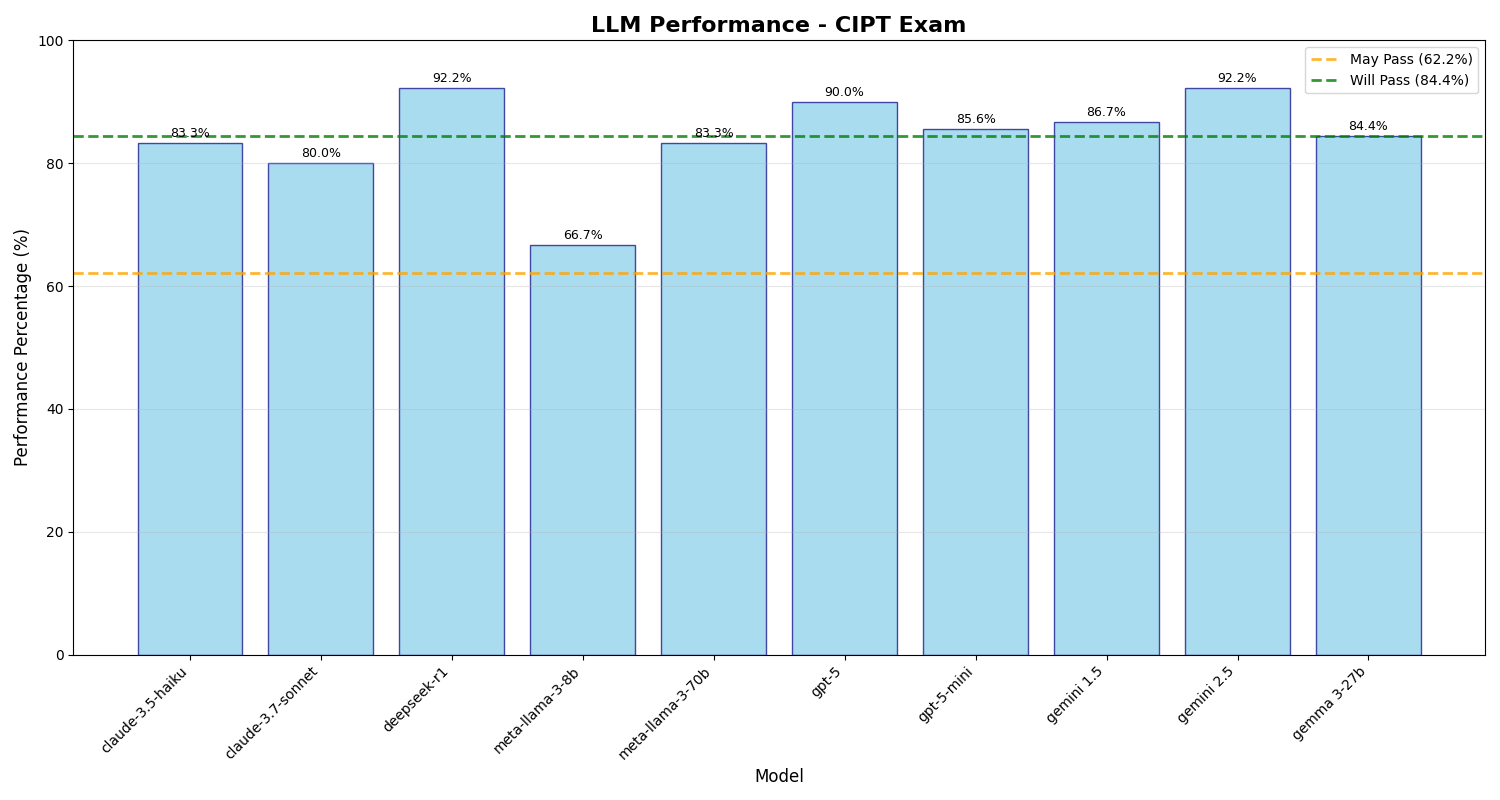 LLM Performance - CIPT Exam
May Pass (62.2%)
Will Pass (84.4%)
Performance Percentage (%)
100
80
60
40
20
0
83.3%
80.0%
92.2%
66.7%
83.3%
90.0%
85.6%
86.7%
92.2%
84.4%
claude-3.5-haiku
claude-3.7-sonnet
deepseek-r1
meta-llama-3-8b
meta-llama-3-70b
gpt-5
gpt-5-mini
gemini 1.5
gemini 2.5
gemma 3-27b
Model